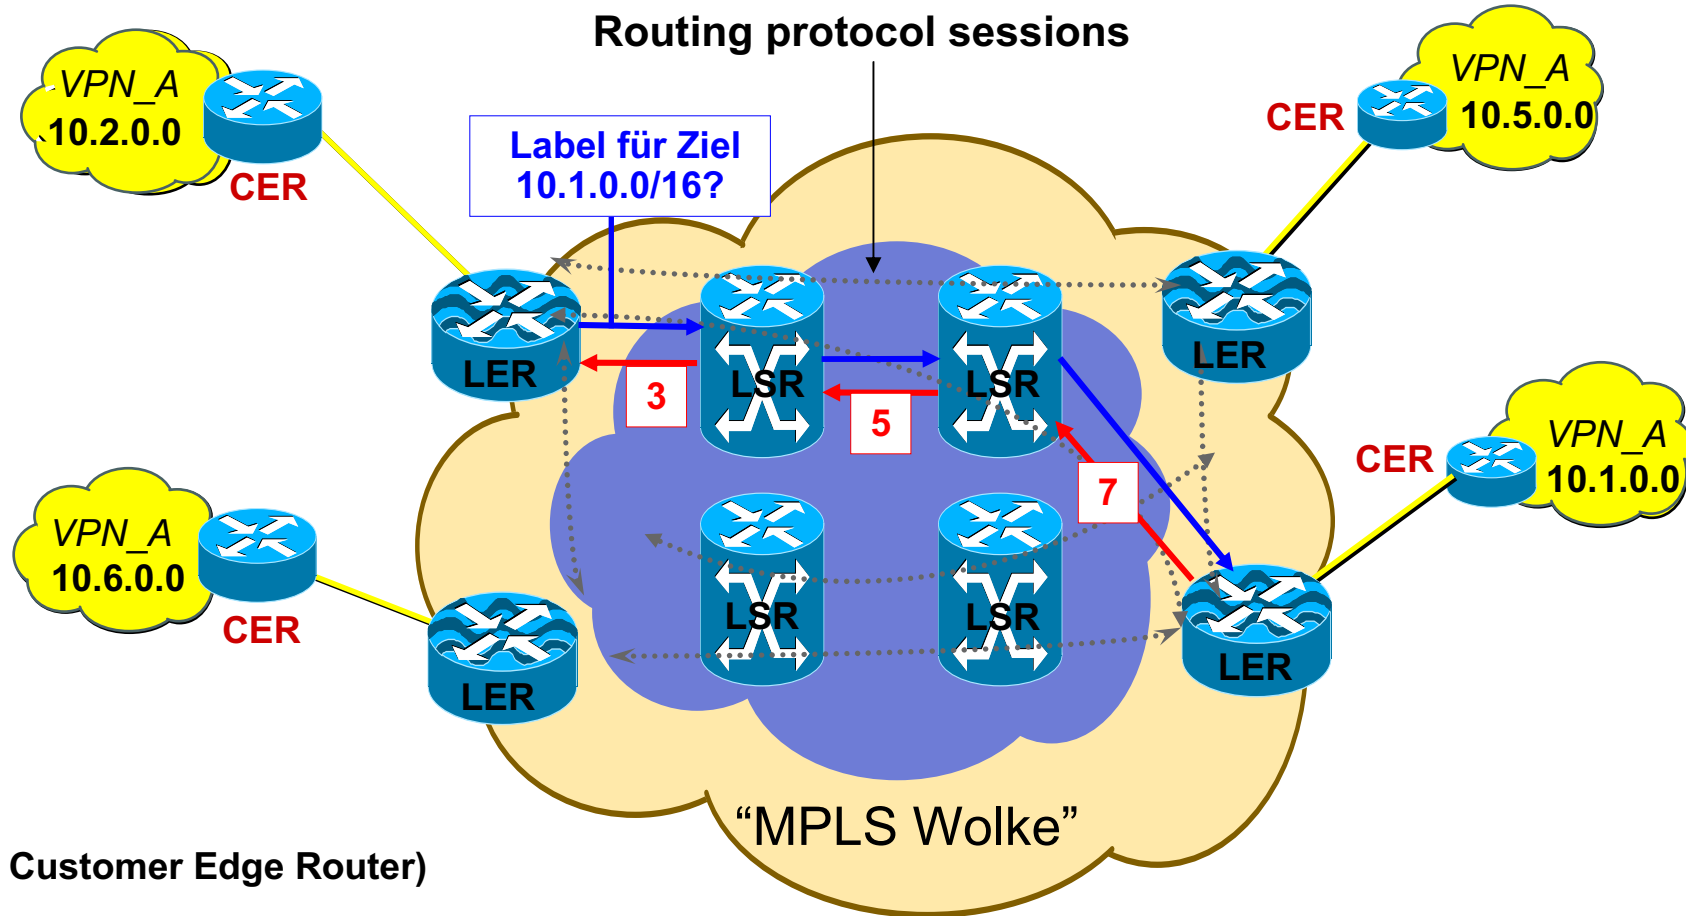 Routing protocol sessions
VPN_A
10.2.0.0
CER
Label für Ziel
10.1.0.0/16?
CER
VPN_A
10.5.0.0
LER
LSR
LSR
LER
3
5
7
CER
VPN_A
10.1.0.0
VPN_A
10.6.0.0
CER
LER
LSR
LSR
LER
“MPLS Wolke”
Customer Edge Router)